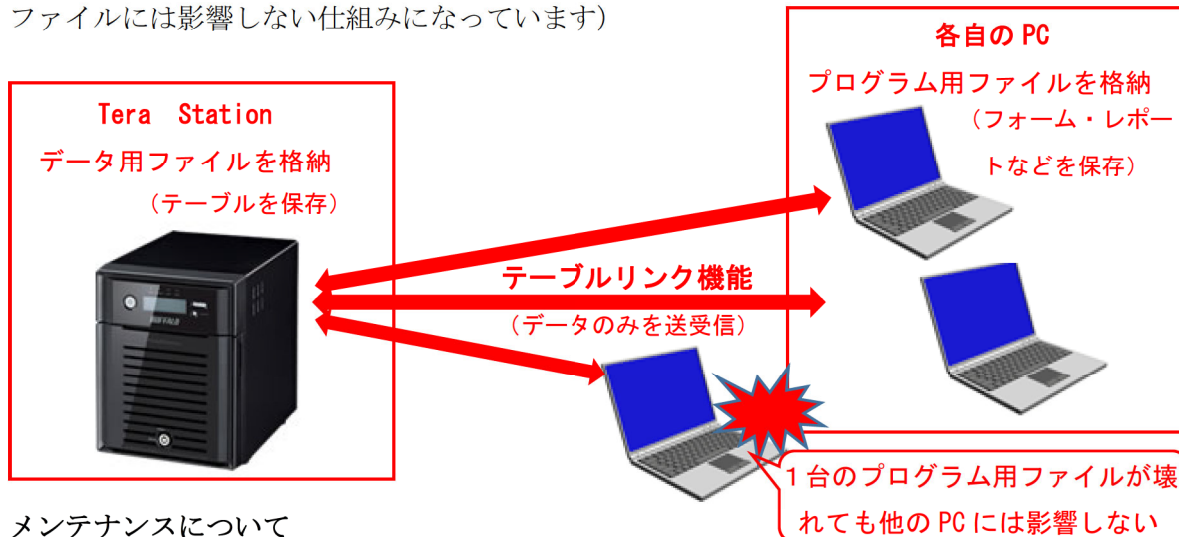 ファイルには影響しない仕組みになっています）
各自の PC
プログラム用ファイルを格納
（フォーム・レポー
トなどを保存）
Tera Station
データ用ファイルを格納
（テーブルを保存）
BUFFALO
テーブルリンク機能
（データのみを送受信）
１台のプログラム用ファイルが壊
れても他の PC には影響しない
メンテナンスについて